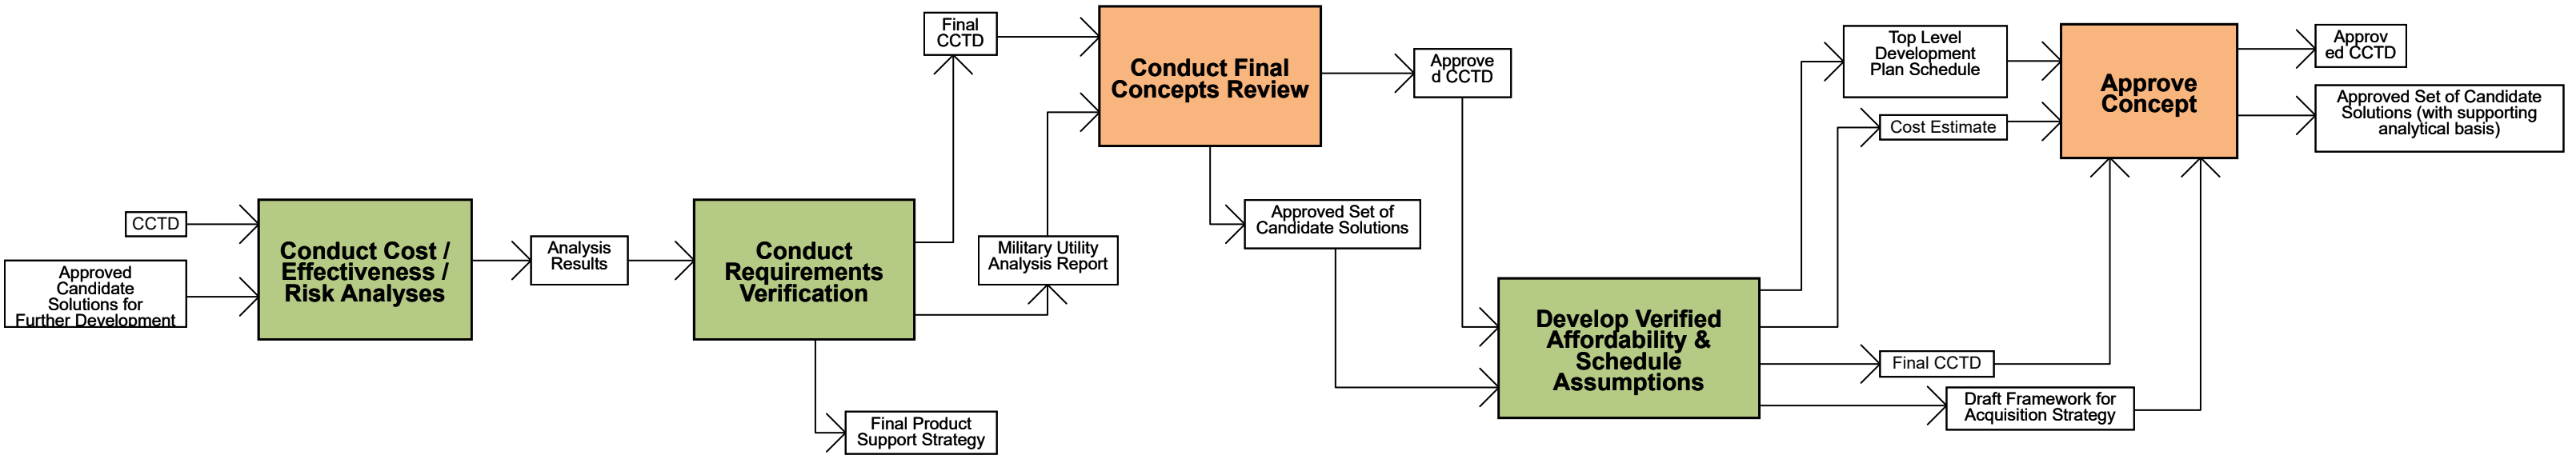 CCTD
Approved
Candidate
Solutions for
Further Development
Conduct Cost /
Effectiveness /
Risk Analyses
Analysis
Results
Conduct
Requirements
Verification
Final
CCTD
Military Utility
Analysis Report
Final Product
Support Strategy
Conduct Final
Concepts Review
Approve
d CCTD
Approved Set of
Candidate Solutions
Develop Verified
Affordability &
Schedule
Assumptions
Top Level
Development
Plan Schedule
Cost Estimate
Final CCTD
Draft Framework for
Acquisition Strategy
Approve
Concept
Approv
ed CCTD
Approved Set of Candidate
Solutions (with supporting
analytical basis)